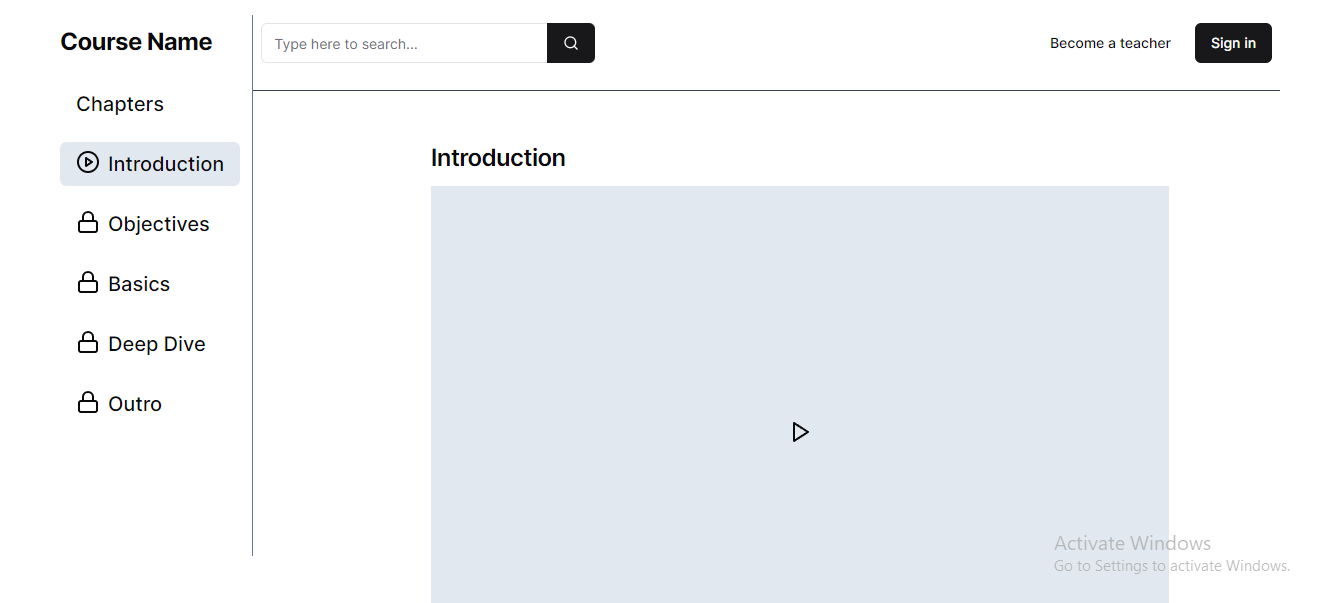 Course Name
Type here to search...
Become a teacher
Sign in
Chapters
Introduction
Objectives
Basics
Deep Dive
Outro
Introduction
Activate Windows
Go to Settings to activate Windows.